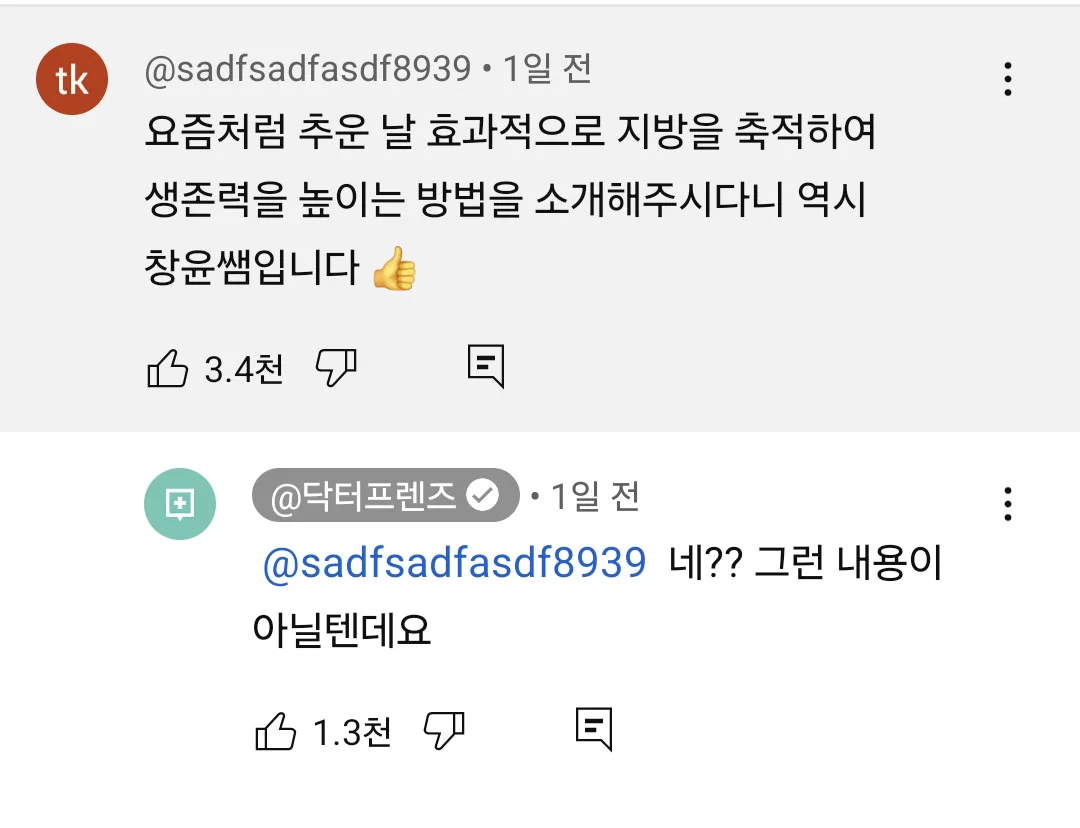 tk
@sadfsadfasdf8939 • 1일 전
요즘처럼 추운 날 효과적으로 지방을 축적하여
생존력을 높이는 방법을 소개해주시다니 역시
창윤쌤입니다 👍
3.4천
@닥터프렌즈 • 1일 전
@sadfsadfasdf8939 네?? 그런 내용이
아닐텐데요
1.3천